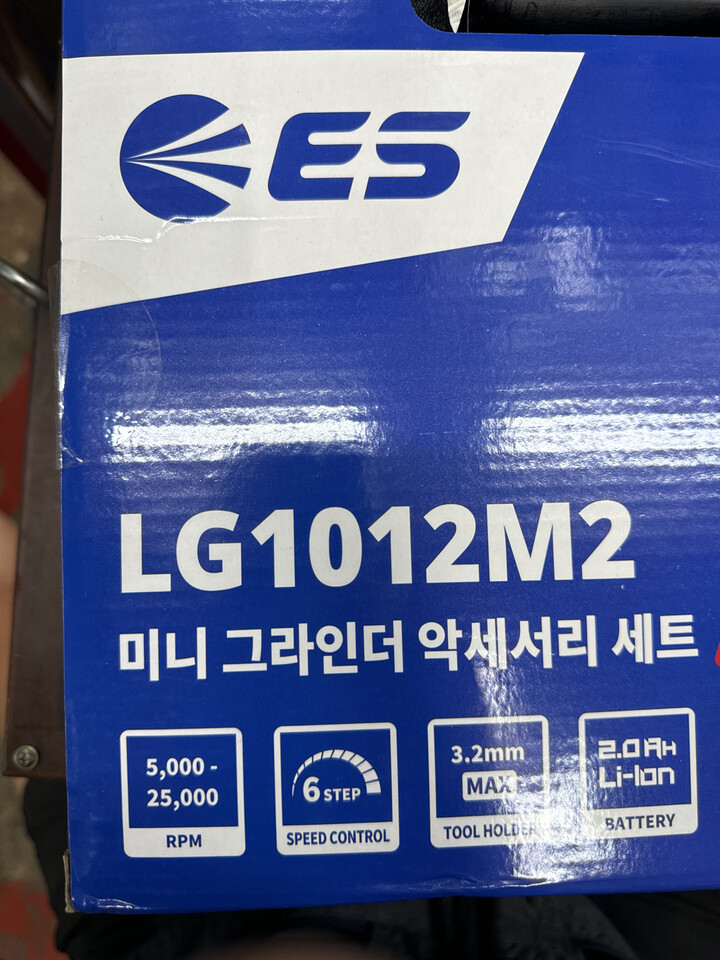 ES
LG1012M2
미니 그라인더 악세서리 세트
5,000 -
25,000
RPM
6 STEP
SPEED CONTROL
3.2mm
MAX
TOOL HOLDER
2.0Ah
Li-Ion
BATTERY